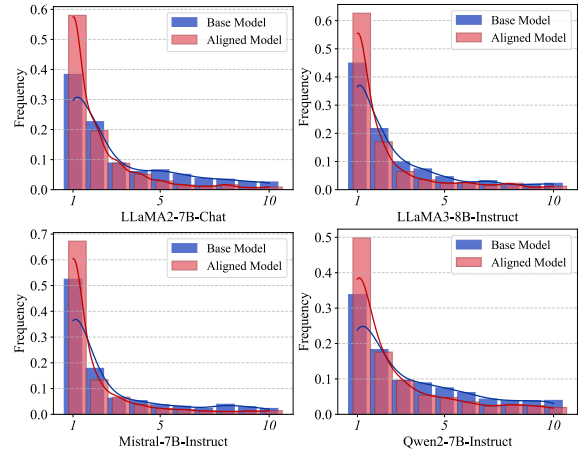 0.6
0.5
0.4
0.3
0.2
0.1
0.0
Frequency
Base Model
Aligned Model
1
5
10
LLaMA2-7B-Chat
0.6
0.5
0.4
0.3
0.2
0.1
0.0
Frequency
Base Model
Aligned Model
1
5
10
LLaMA3-8B-Instruct
0.7
0.6
0.5
0.4
0.3
0.2
0.1
0.0
Frequency
Base Model
Aligned Model
1
5
10
Mistral-7B-Instruct
0.5
0.4
0.3
0.2
0.1
0.0
Frequency
Base Model
Aligned Model
1
5
10
Qwen2-7B-Instruct